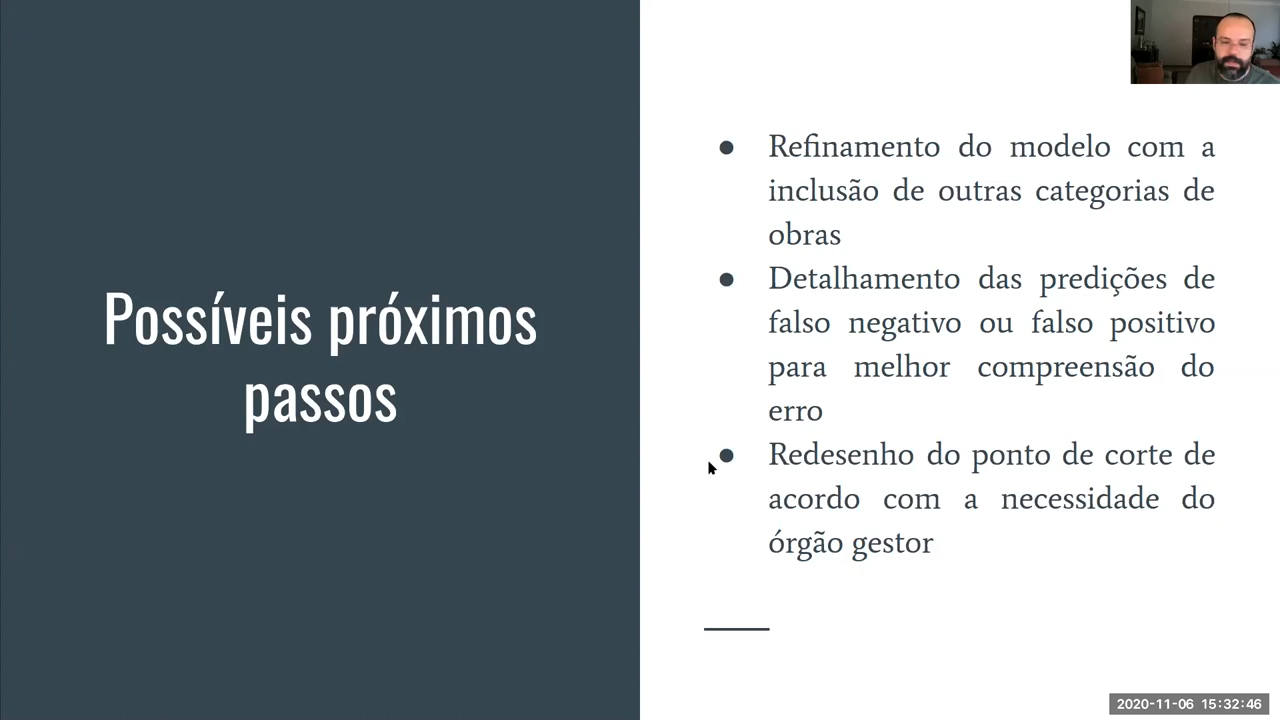 Possíveis próximos
passos
● Refinamento do modelo com a
inclusão de outras categorias de
obras
● Detalhamento das predições de
falso negativo ou falso positivo
para melhor compreensão do
erro
● Redesenho do ponto de corte de
acordo com a necessidade do
órgão gestor
2020-11-06 15:32:46